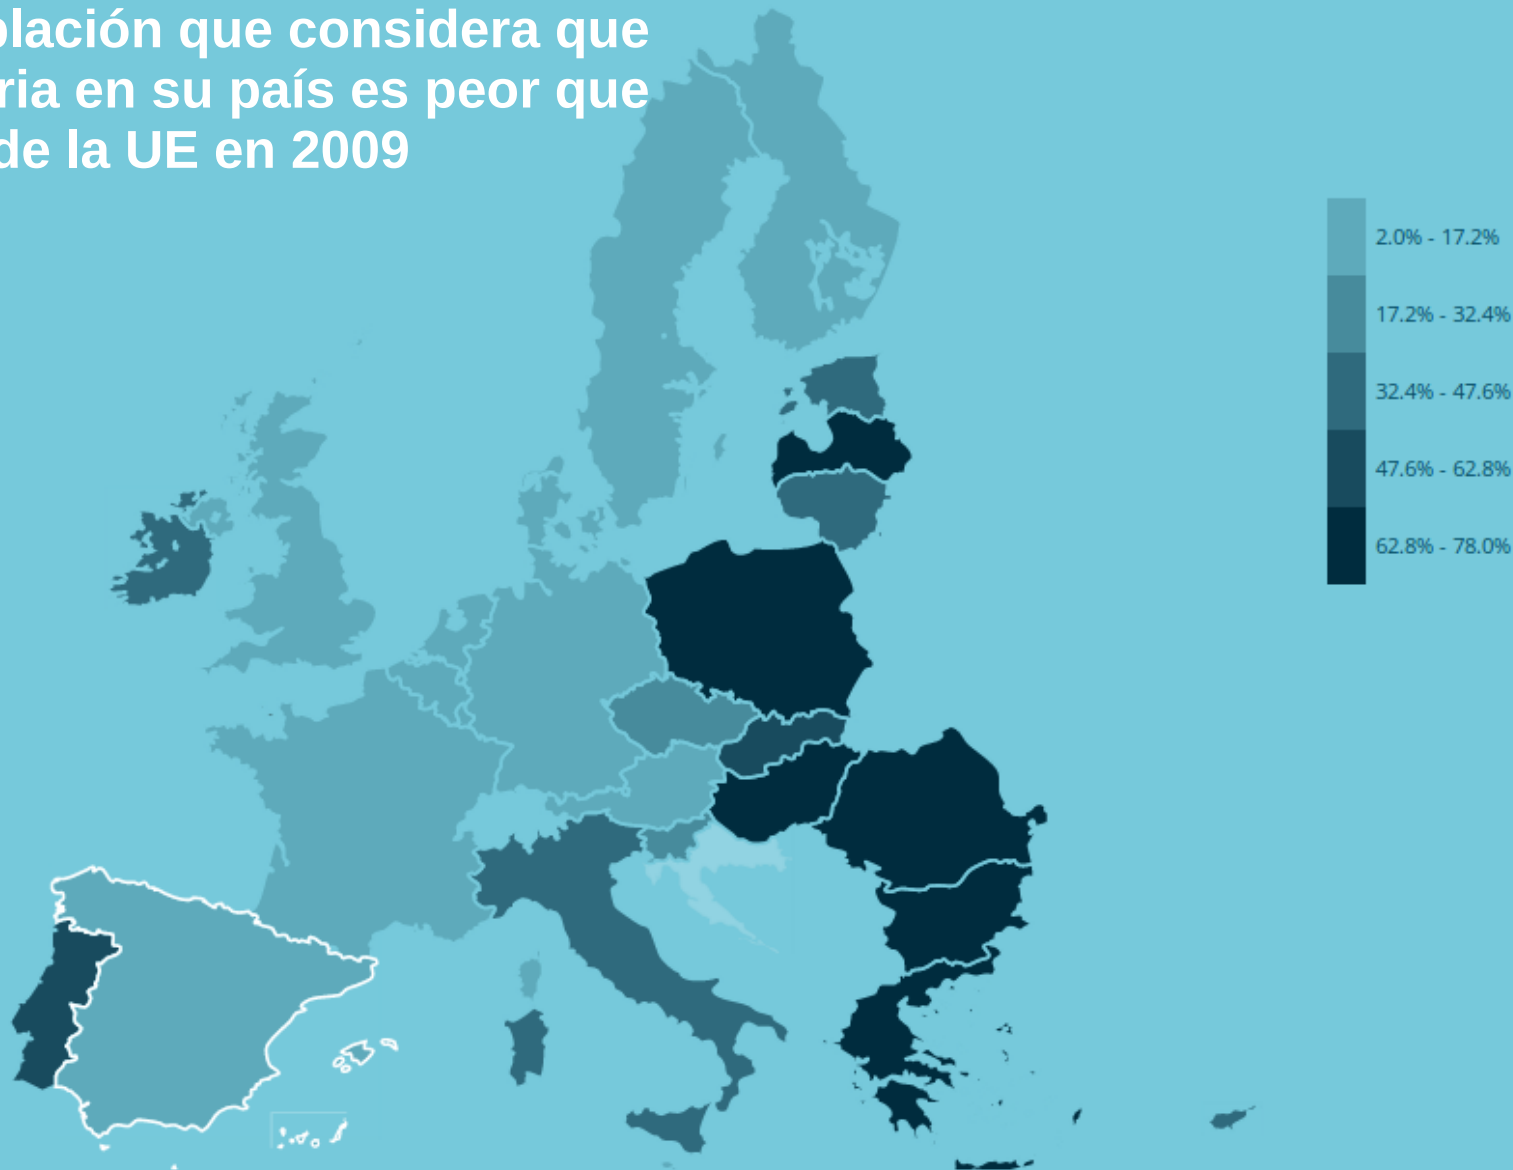 blación que considera que
ria en su país es peor que
de la UE en 2009
2.0% - 17.2%
17.2% - 32.4%
32.4% - 47.6%
47.6% - 62.8%
62.8% - 78.0%